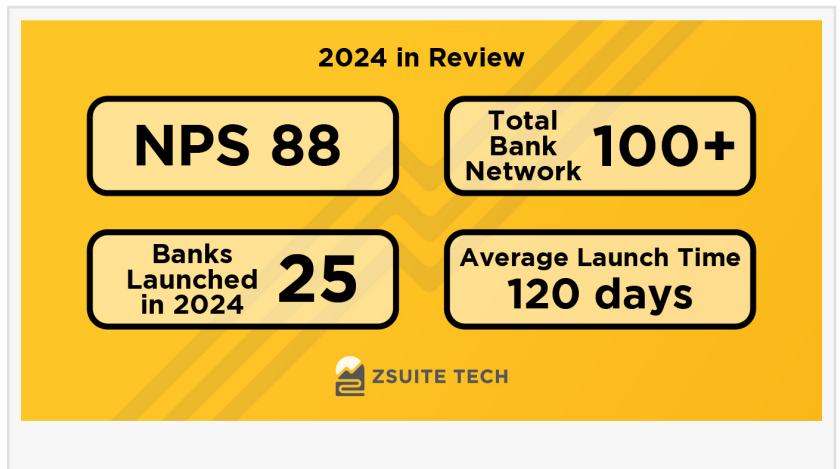 2024 in Review
NPS 88
Total
Bank
Network
100+
Banks
Launched
in 2024
25
Average Launch Time
120 days
ZSUITE TECH